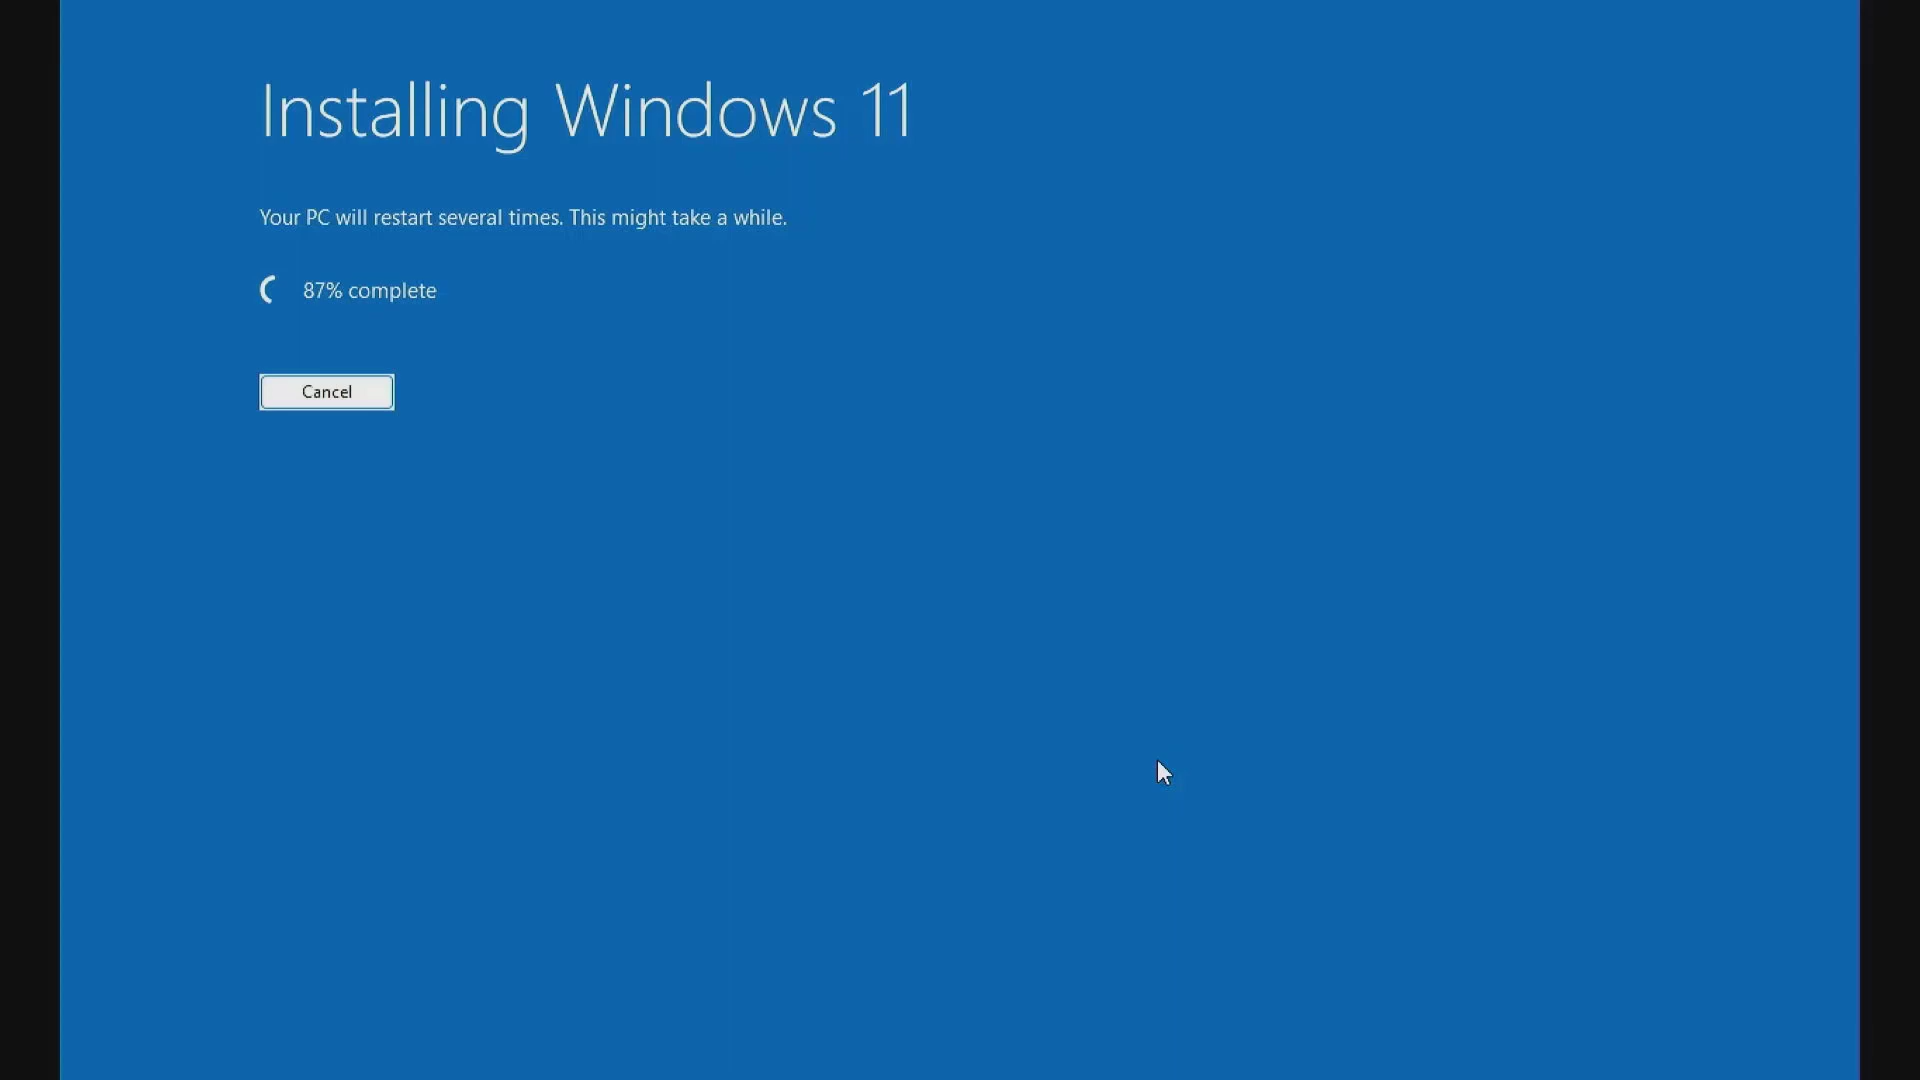 Installing Windows 11
Your PC will restart several times. This might take a while.
87% complete
Cancel